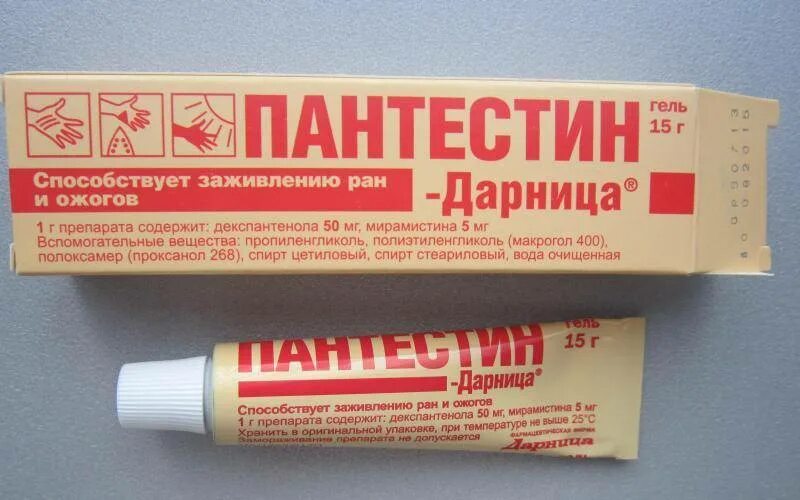 ПАНТЕСТИН
гель
15 г
Способствует заживлению ран
и ожогов
-Дарница®
1 г препарата содержит: декспантенола 50 мг, мирамистина 5 мг
Вспомогательные вещества: пропиленгликоль, полиэтиленгликоль (макрогол 400),
полоксамер (проксанол 268), спирт цетиловый, спирт стеариловый, вода очищенная
ПАНТЕСТИН
гель
15 г
-Дарница®
Способствует заживлению ран и ожогов
1 г препарата содержит: декспантенола 50 мг, мирамистина 5 мг
Хранить в оригинальной упаковке, при температуре не выше 25°С
Замораживание препарата не допускается
ФАРМАЦЕВТИЧЕСКАЯ ФИРМА
Дарница